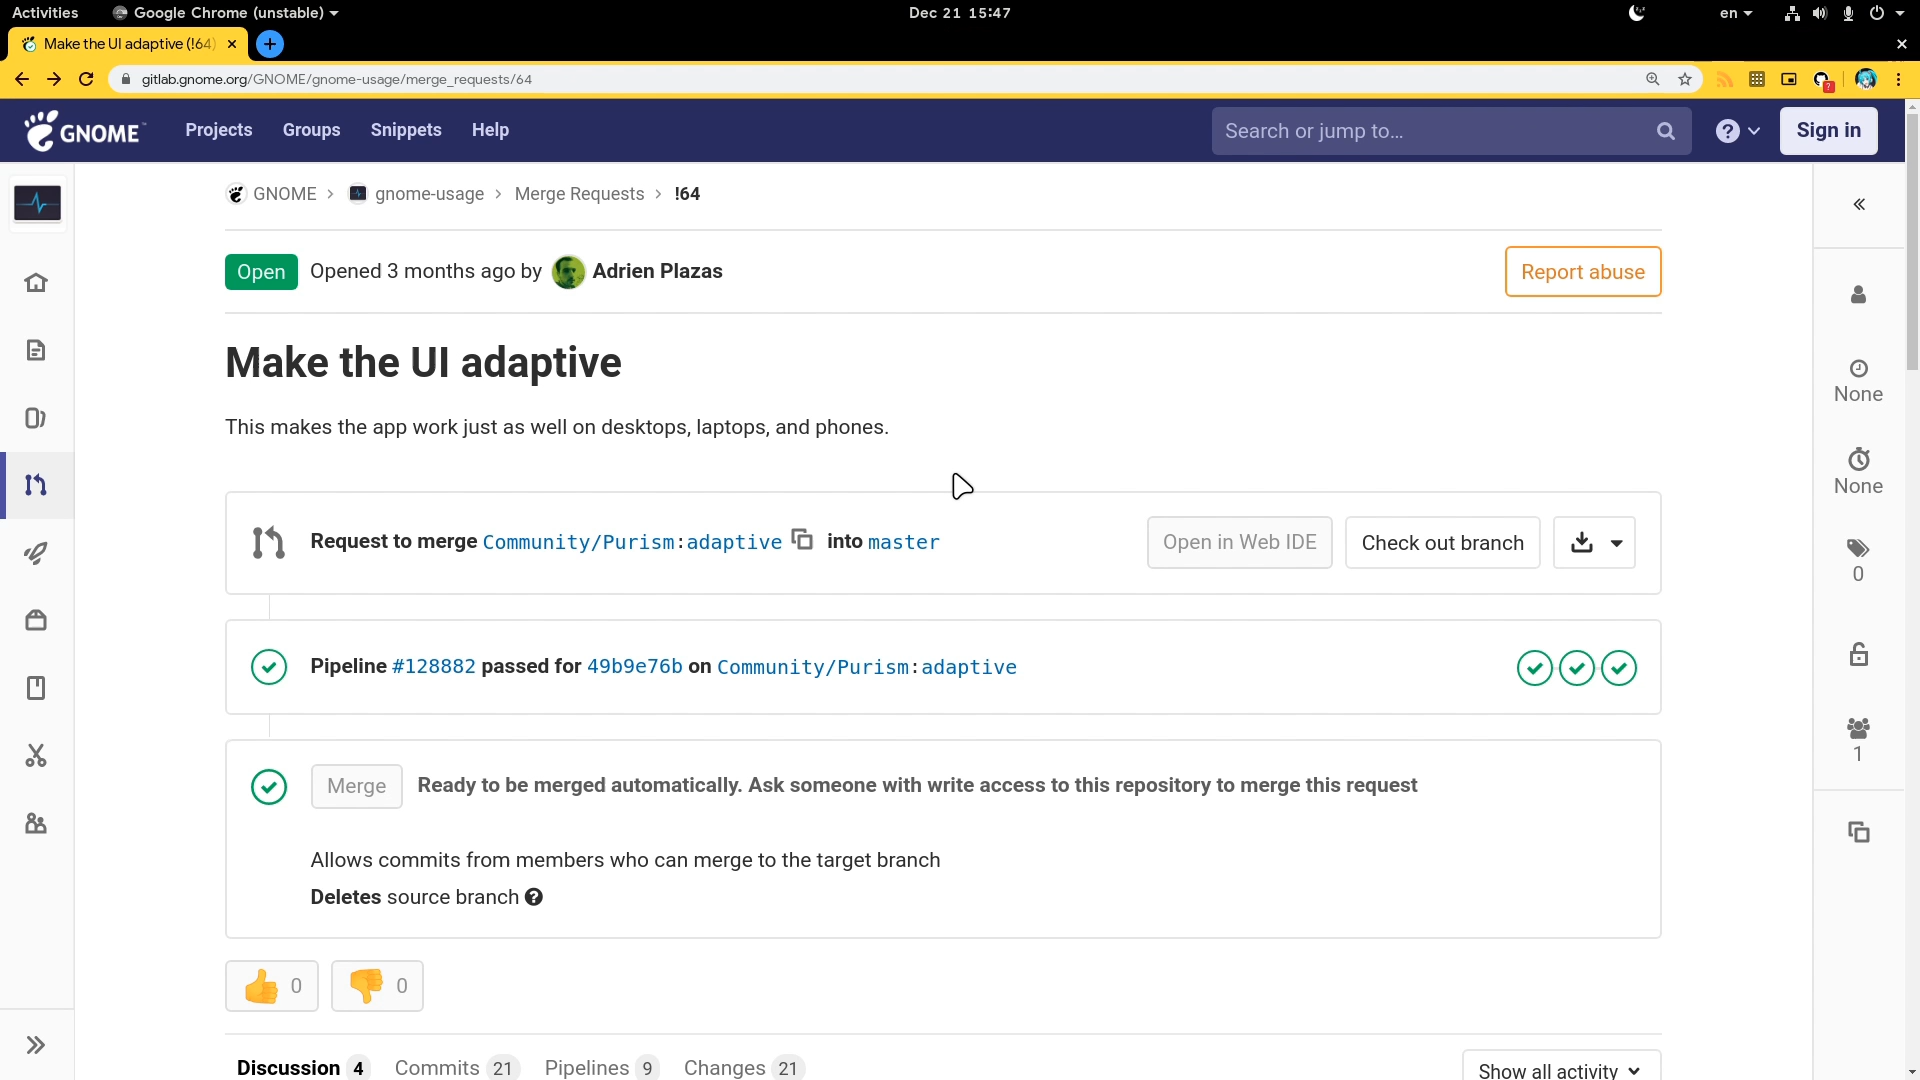 Activities Google Chrome (unstable) Dec 21 15:47 en
Make the UI adaptive (!64)
gitlab.gnome.org/GNOME/gnome-usage/merge_requests/64
GNOME™ Projects Groups Snippets Help Search or jump to… Sign in
GNOME > gnome-usage > Merge Requests > !64
Open Opened 3 months ago by Adrien Plazas Report abuse
Make the UI adaptive
This makes the app work just as well on desktops, laptops, and phones.
Request to merge Community/Purism:adaptive into master Open in Web IDE Check out branch
Pipeline #128882 passed for 49b9e76b on Community/Purism:adaptive
Merge Ready to be merged automatically. Ask someone with write access to this repository to merge this request
Allows commits from members who can merge to the target branch
Deletes source branch
0 0
Discussion 4 Commits 21 Pipelines 9 Changes 21 Show all activity
None
None
0
1